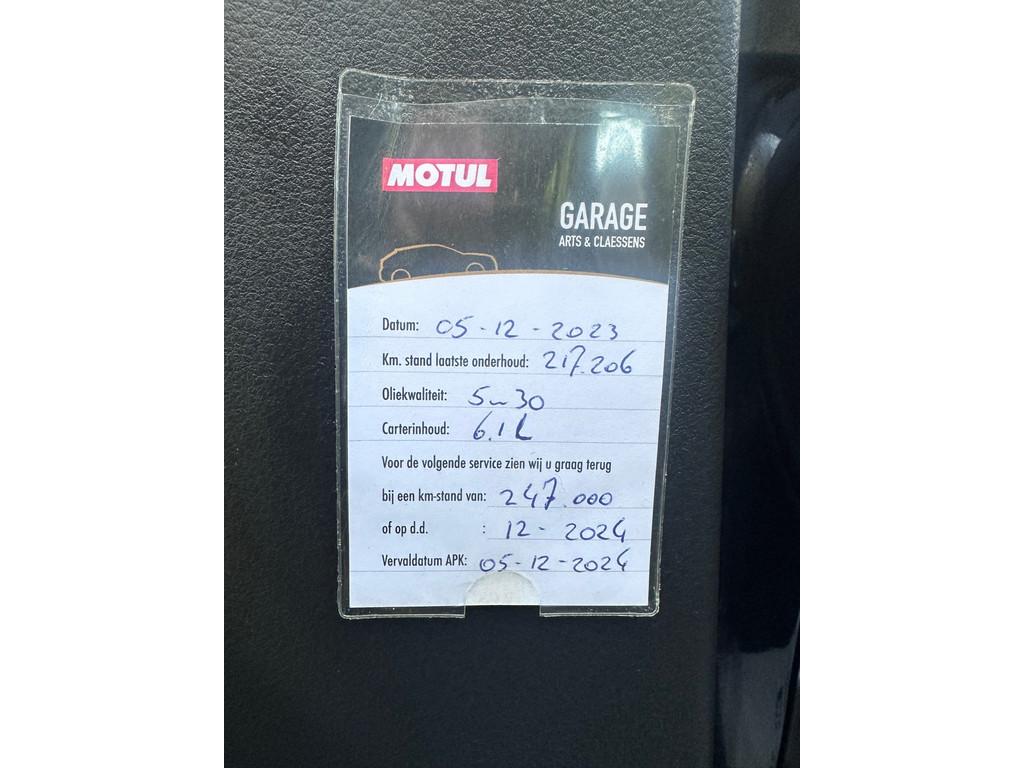 MOTUL
GARAGE
ARTS & CLAESSENS
Datum: 05-12-2023
Km. stand laatste onderhoud: 217.206
Oliekwaliteit: 5w30
Carterinhoud: 6.1L
Voor de volgende service zien wij u graag terug
bij een km-stand van: 247.000
of op d.d. : 12-2024
Vervaldatum APK: 05-12-2024